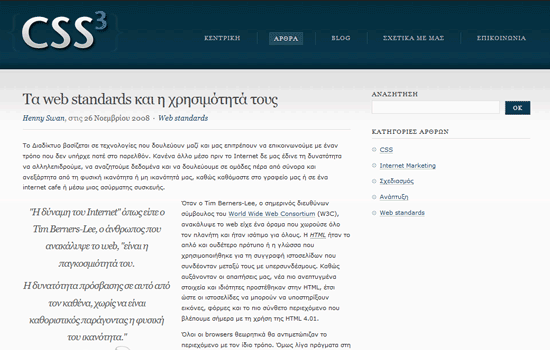 CSS3
ΚΕΝΤΡΙΚΗ ΑΡΘΡΑ BLOG ΣΧΕΤΙΚΑ ΜΕ ΜΑΣ ΕΠΙΚΟΙΝΩΝΙΑ
Τα web standards και η χρησιμότητά τους
Henny Swan, στις 26 Νοεμβρίου 2008 - Web standards
Το Διαδίκτυο βασίζεται σε τεχνολογίες που δουλεύουν μαζί και μας επιτρέπουν να επικοινωνούμε με έναν
τρόπο που δεν υπήρχε ποτέ στο παρελθόν. Κανένα άλλο μέσο πριν το Internet δε μας έδινε τη δυνατότητα
να αλληλεπιδρούμε, να αναζητούμε δεδομένα και να δουλεύουμε σε ομάδες πέρα από σύνορα και
ανεξάρτητα από τη φυσική ικανότητα ή μη ικανότητά μας, καθώς καθόμαστε στο γραφείο μας ή σε ένα
internet cafe ή μέσω μιας ασύρματης συσκευής.
"Η δύναμη του Internet" όπως είπε ο
Tim Berners-Lee, ο άνθρωπος που
ανακάλυψε το web, "είναι η
παγκοσμιότητά του.
Η δυνατότητα πρόσβασης σε αυτό από
τον καθένα, χωρίς να είναι
καθοριστικός παράγοντας η φυσική
του ικανότητα."
Όταν ο Tim Berners-Lee, ο σημερινός διευθύνων
σύμβουλος του World Wide Web Consortium (W3C),
ανακάλυψε το web είχε ένα όραμα που χωρούσε όλο
τον πλανήτη και ήταν ισότιμο για όλους. Η HTML ήταν το
απλό και ουδέτερο πρότυπο ή η γλώσσα που
χρησιμοποιήθηκε για τη συγγραφή ιστοσελίδων που
συνδέονταν μεταξύ τους με υπερσυνδέσμους. Καθώς
αυξάνονταν οι απαιτήσεις μας, νέα πιο ανεπτυγμένα
στοιχεία και ιδιότητες προστέθηκαν στην HTML, έτσι
ώστε οι ιστοσελίδες να μπορούν να υποστηρίξουν
εικόνες, φόρμες και το πιο σύνθετο περιεχόμενο που
βλέπουμε σήμερα με τη χρήση της HTML 4.01.
Όλοι οι browsers θεωρητικά θα αντιμετώπιζαν το
περιεχόμενο με τον ίδιο τρόπο. Όμως λίγο πράγματα στη
ΑΝΑΖΗΤΗΣΗ
OK
ΚΑΤΗΓΟΡΙΕΣ ΑΡΘΡΩΝ
CSS
Internet Marketing
Σχεδιασμός
Ανάπτυξη
Web standards